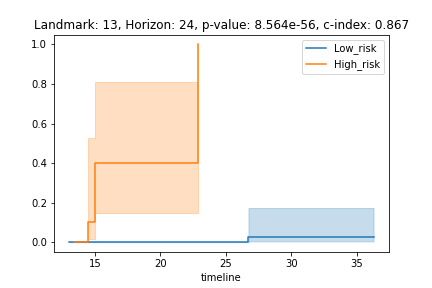 Landmark: 13, Horizon: 24, p-value: 8.564e-56, c-index: 0.867
Low_risk
High_risk
1.0
0.8
0.6
0.4
0.2
0.0
15 20 25 30 35
timeline